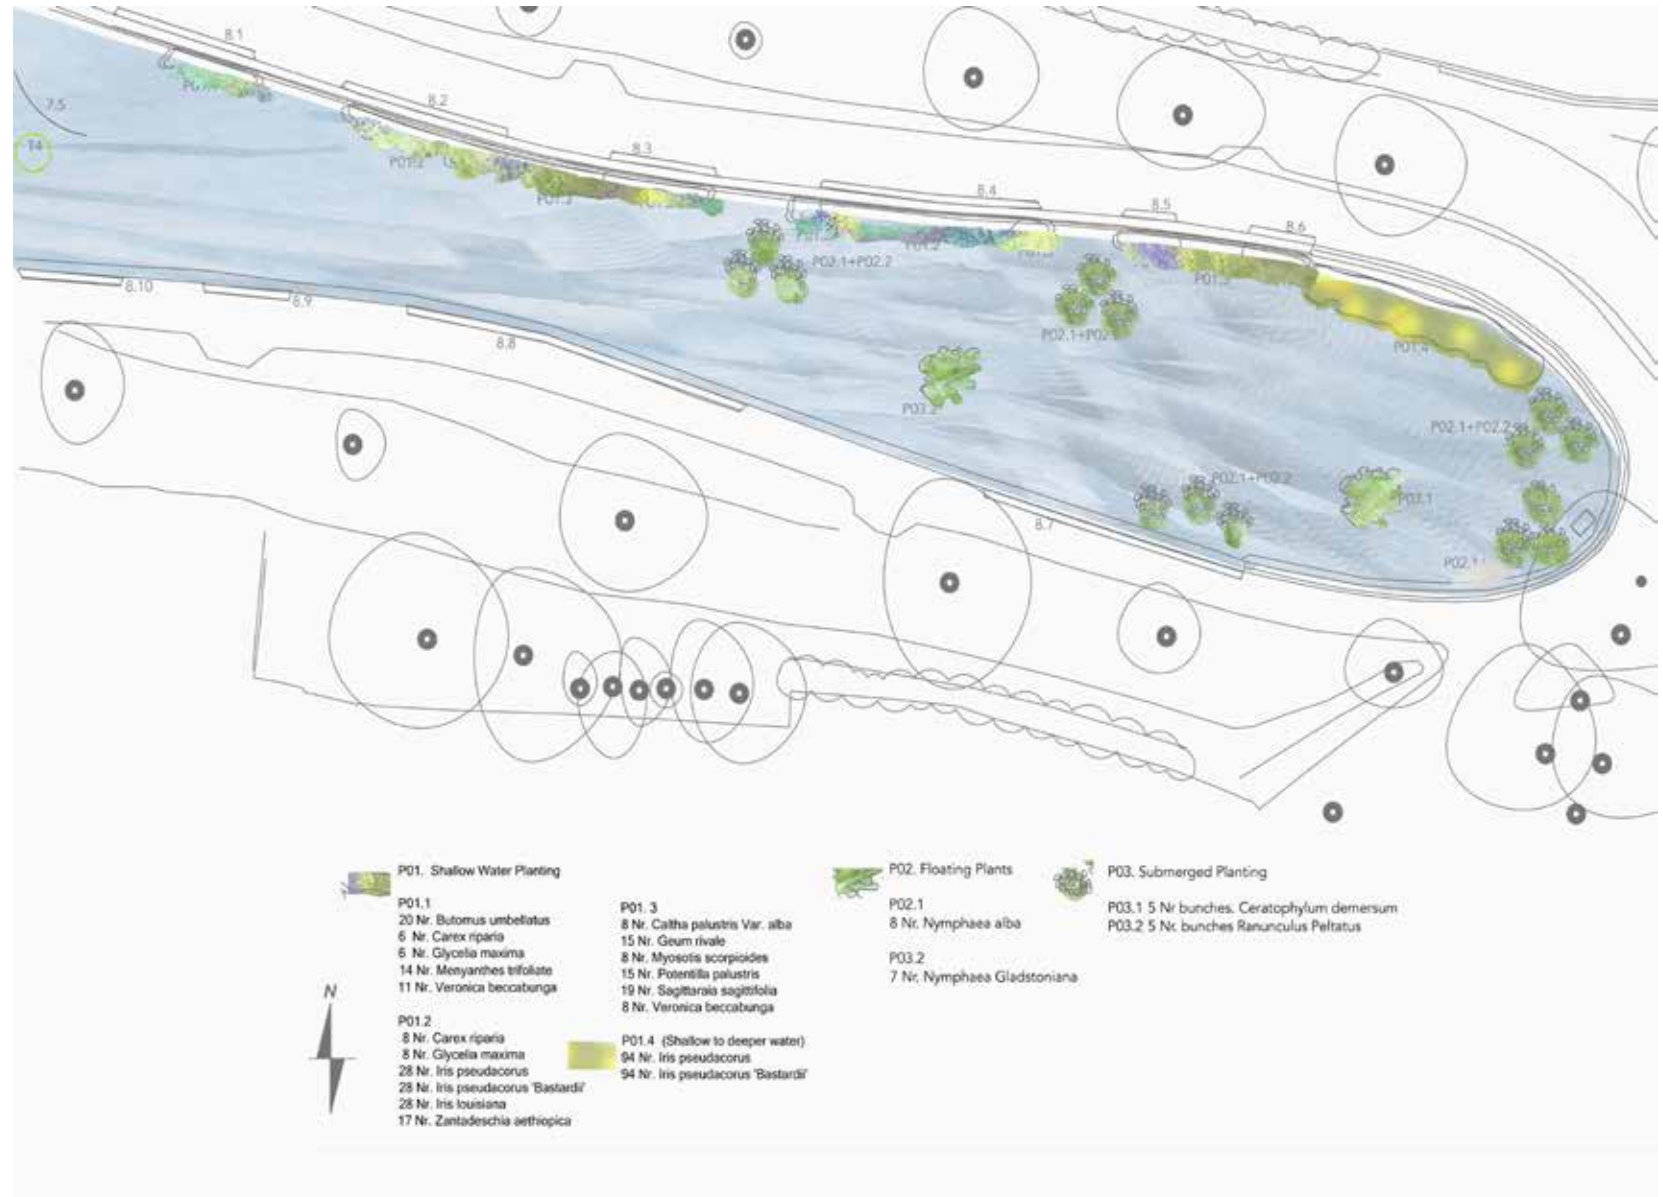 8.1
7.5
T4
8.2
P01.2
8.3
P01.3
8.4
8.5
8.6
P01.2
P01.3
P02.1+P02.2
P01.3
8.10
8.9
8.8
P02.1+P02
P01.4
P03.2
P02.1+P02.2
P02.1+P02.2
P03.1
8.7
P02.1
P01. Shallow Water Planting
P01.1
20 Nr. Butomus umbellatus
6 Nr. Carex riparia
6 Nr. Glycelia maxima
14 Nr. Menyanthes trifoliate
11 Nr. Veronica beccabunga
P01.2
8 Nr. Carex riparia
8 Nr. Glycelia maxima
28 Nr. Iris pseudacorus
28 Nr. Iris pseudacorus 'Bastardii'
28 Nr. Iris louisiana
17 Nr. Zantadeschia aethiopica
P01. 3
8 Nr. Caltha palustris Var. alba
15 Nr. Geum rivale
8 Nr. Myosotis scorpioides
15 Nr. Potentilla palustris
19 Nr. Sagittaraia sagittifolia
8 Nr. Veronica beccabunga
P01.4 (Shallow to deeper water)
94 Nr. Iris pseudacorus
94 Nr. Iris pseudacorus 'Bastardii'
P02. Floating Plants
P02.1
8 Nr. Nymphaea alba
P03.2
7 Nr. Nymphaea Gladstoniana
P03. Submerged Planting
P03.1 5 Nr bunches. Ceratophylum demersum
P03.2 5 Nr. bunches Ranunculus Peltatus
N